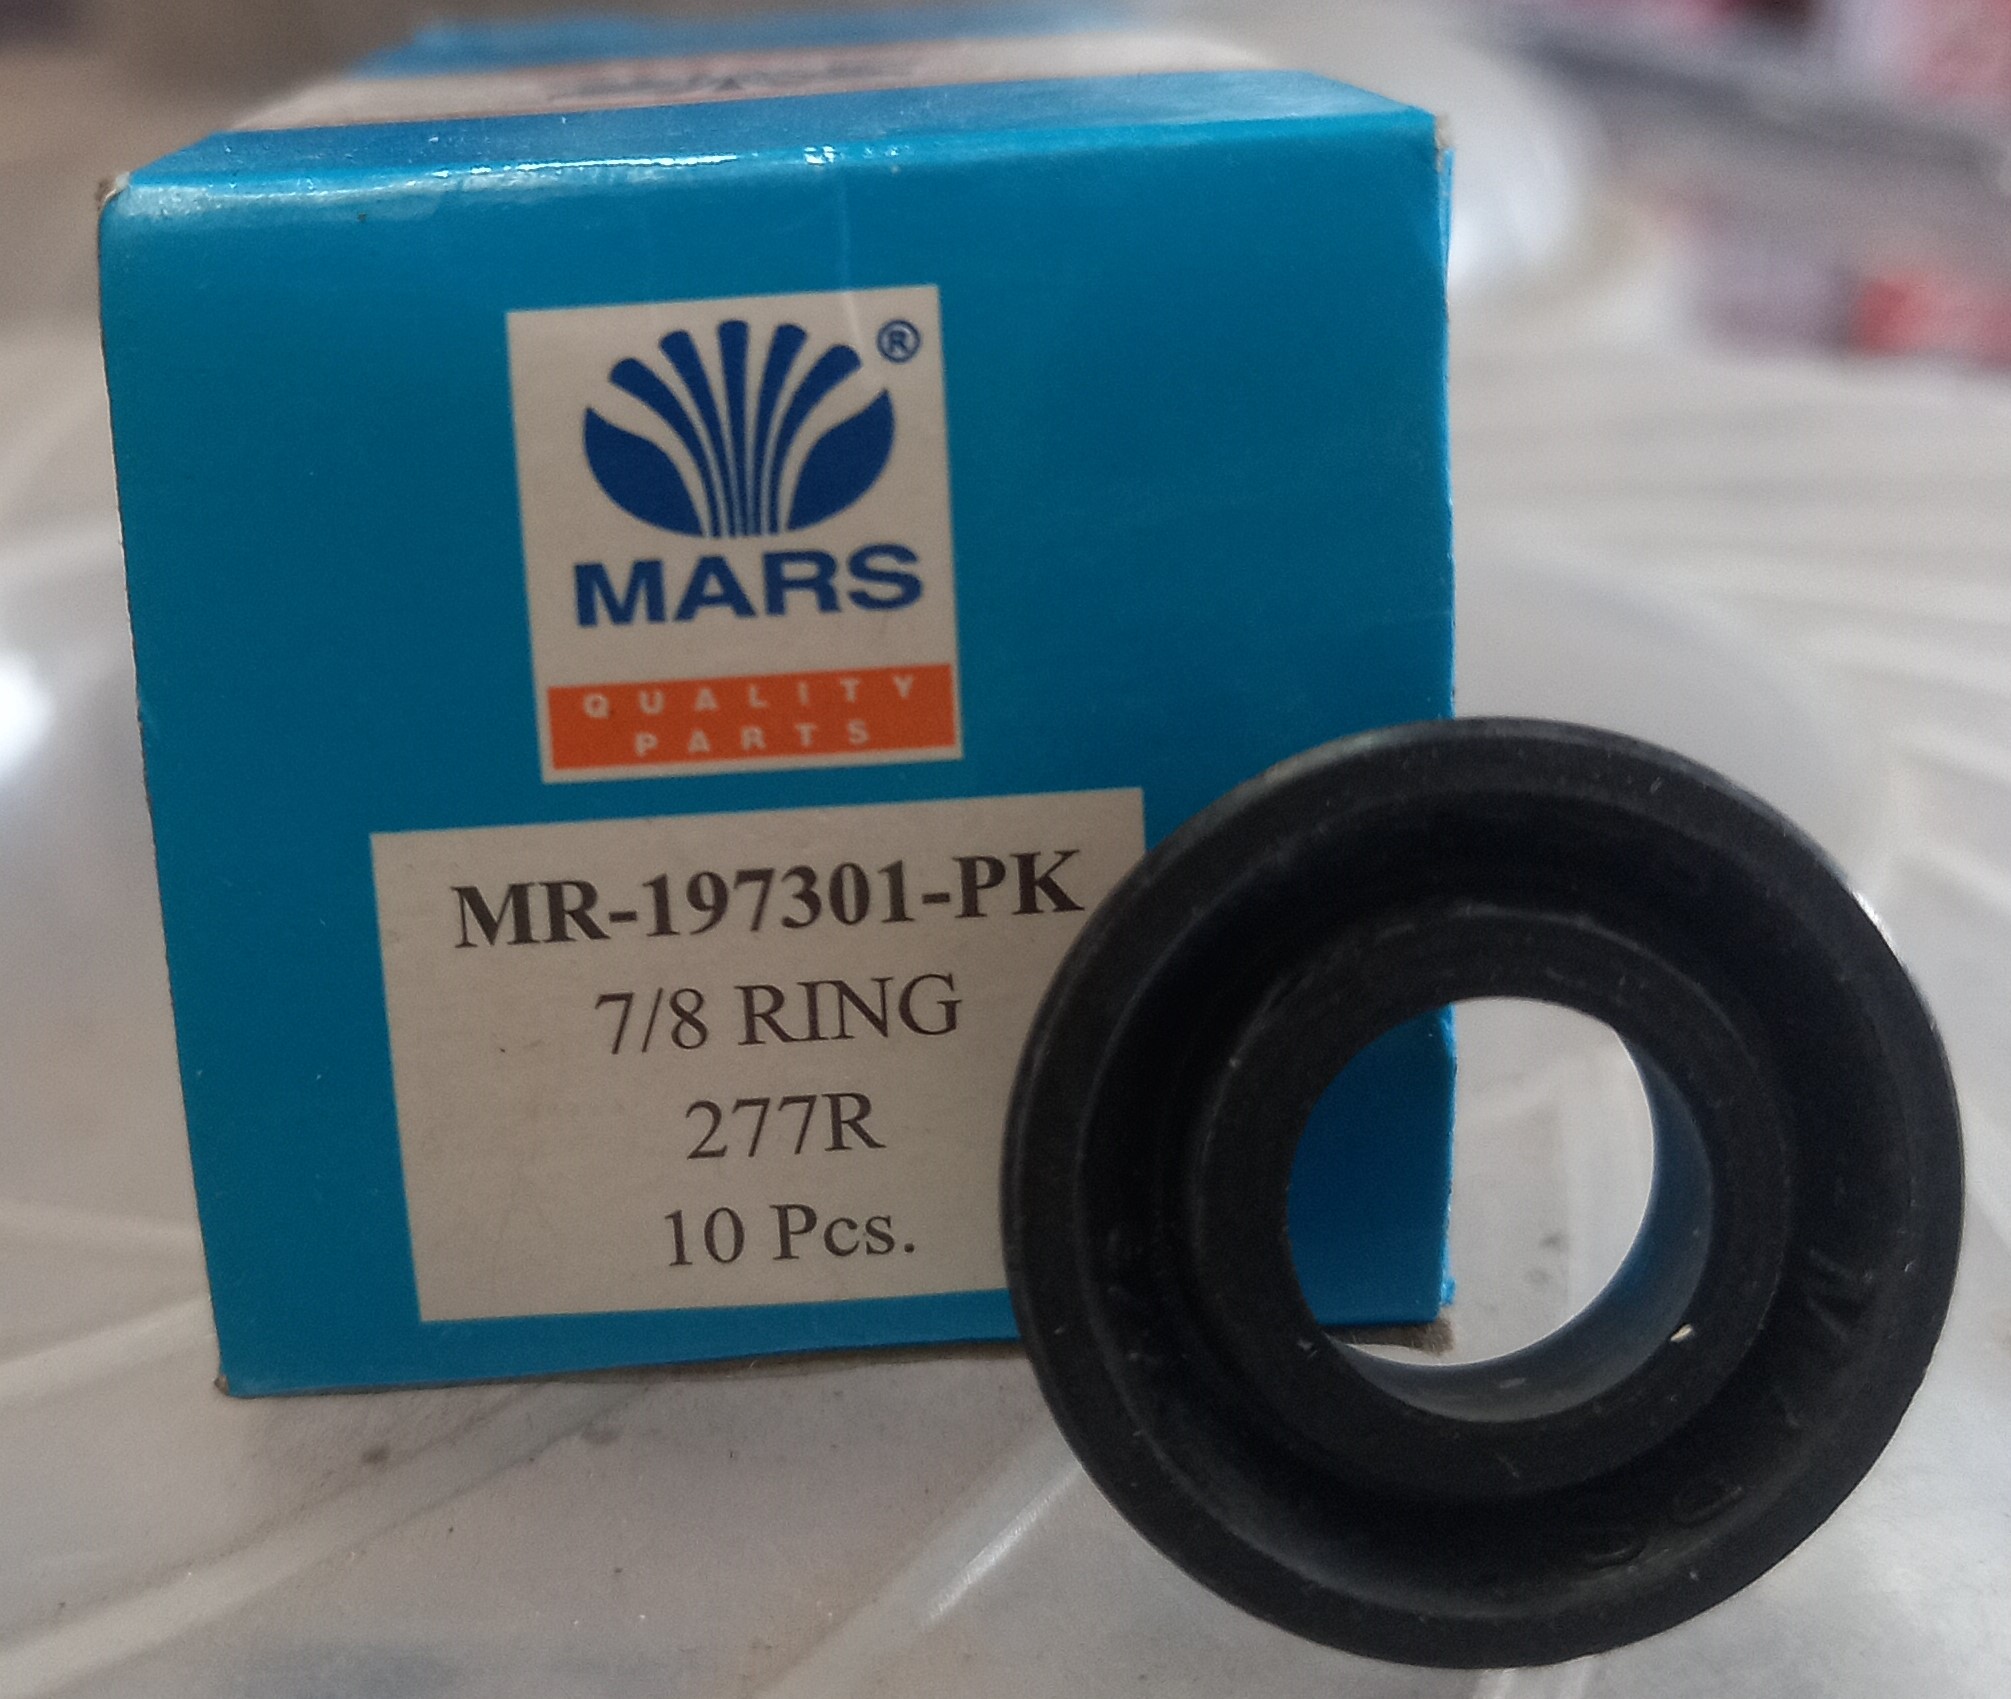 ®
MARS
QUALITY
PARTS
MR-197301-PK
7/8 RING
277R
10 Pcs.